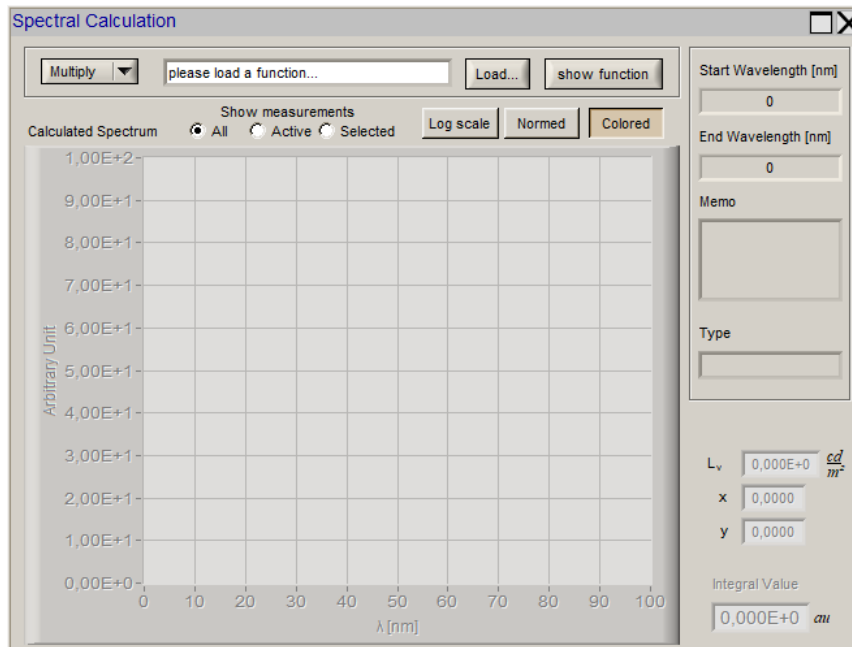 Spectral Calculation
Multiply
please load a function...
Load...
show function
Show measurements
Calculated Spectrum
All
Active
Selected
Log scale
Normed
Colored
1,00E+2
9,00E+1
8,00E+1
7,00E+1
6,00E+1
5,00E+1
4,00E+1
3,00E+1
2,00E+1
1,00E+1
0,00E+0
Arbitrary Unit
0 10 20 30 40 50 60 70 80 90 100
λ [nm]
Start Wavelength [nm]
0
End Wavelength [nm]
0
Memo
Type
Lv 0,000E+0 cd/m²
x 0,0000
y 0,0000
Integral Value
0,000E+0 au